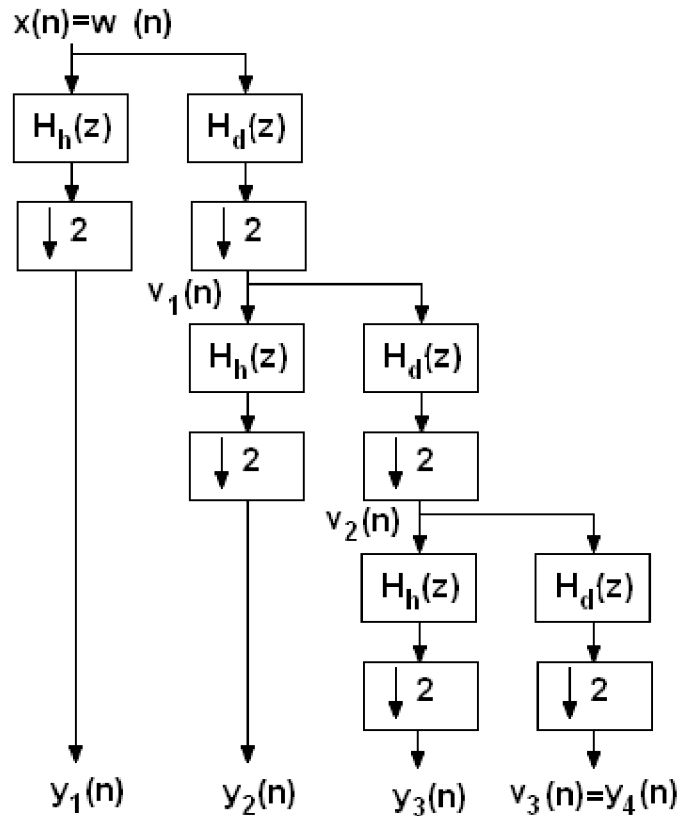 x(n)=w (n)
H_h(z) H_d(z)
2 2
v_1(n)
H_h(z) H_d(z)
2 2
v_2(n)
H_h(z) H_d(z)
2 2
y_1(n) y_2(n) y_3(n) v_3(n)=y_4(n)